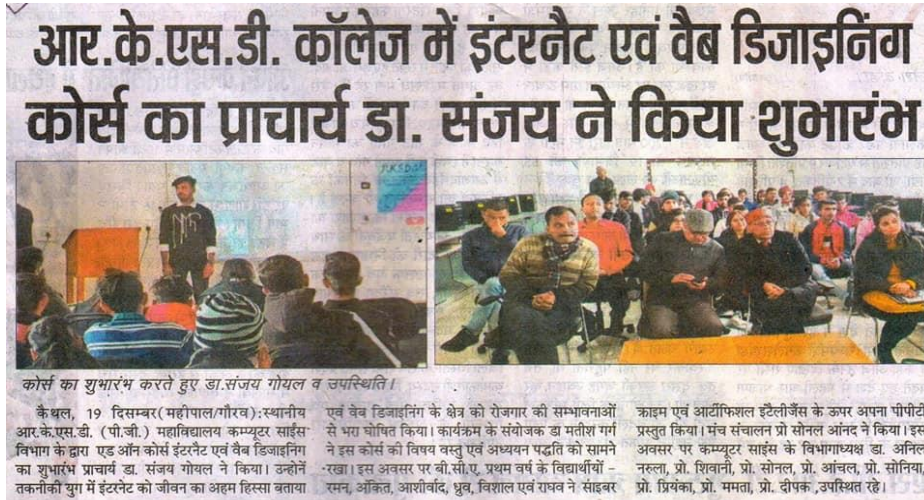 आर.के.एस.डी. कॉलेज में इंटरनैट एवं वैब डिजाइनिंग
कोर्स का प्राचार्य डा. संजय ने किया शुभारंभ
कोर्स का शुभारंभ करते हुए डा.संजय गोयल व उपस्थिति।
कैथल, 19 दिसम्बर(महीपाल/गौरव):स्थानीय
आर.के.एस.डी. (पी.जी.) महाविद्यालय कम्प्यूटर साईंस
विभाग के द्वारा एड ऑन कोर्स इंटरनैट एवं वैब डिजाइनिंग
का शुभारंभ प्राचार्य डा. संजय गोयल ने किया। उन्होनें
तकनीकी युग में इंटरनेट को जीवन का अहम हिस्सा बताया
एवं वेब डिजाइनिंग के क्षेत्र को रोजगार की सम्भावनाओं
से भरा घोषित किया। कार्यक्रम के संयोजक डा मतीश गर्ग
ने इस कोर्स की विषय वस्तु एवं अध्ययन पद्धति को सामने
रखा। इस अवसर पर बी.सी.ए. प्रथम वर्ष के विद्यार्थीयों –
रमन, अंकित, आशीर्वाद, ध्रुव, विशाल एवं राघव ने साइबर
क्राइम एवं आर्टीफिशल इटैलीजैंस के ऊपर अपना पीपीटी
प्रस्तुत किया। मंच संचालन प्रो सोनल आनंद ने किया। इस
अवसर पर कम्प्यूटर साइंस के विभागाध्यक्ष डा. अनिल
नरुला, प्रो. शिवानी, प्रो. सोनल, प्रो. आंचल, प्रो. सोनिया
प्रो. प्रियंका, प्रो. ममता, प्रो. दीपक उपस्थित रहे।